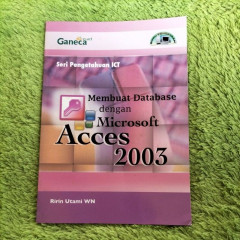 Ganeca
Seri Pengetahuan ICT
Membuat Database
dengan
Microsoft
Acces
2003
Ririn Utami WN